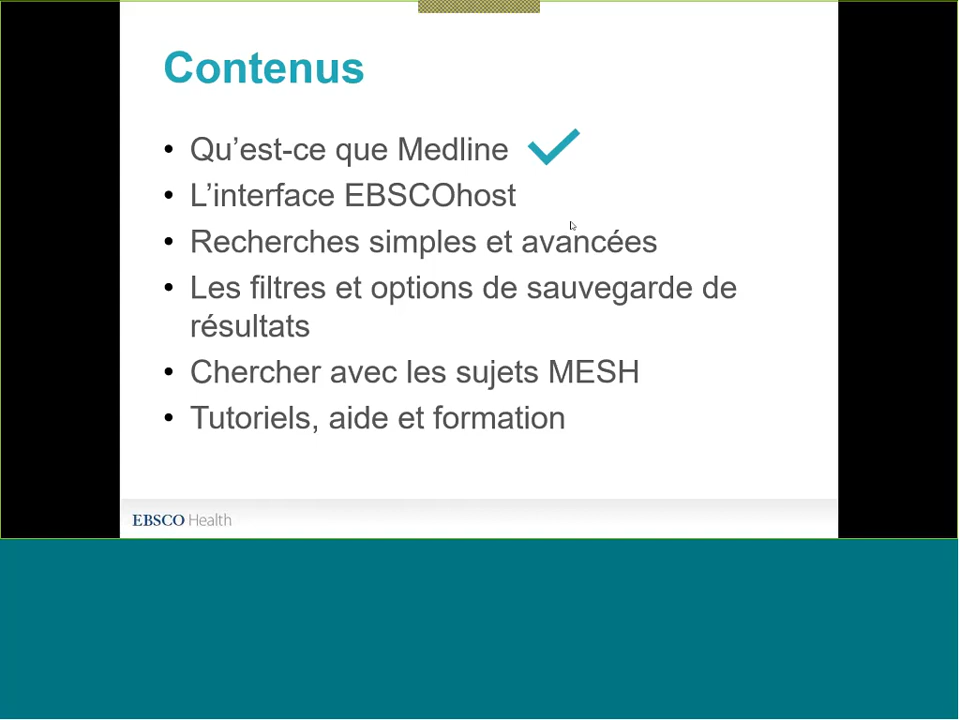 Contenus
• Qu’est-ce que Medline
• L’interface EBSCOhost
• Recherches simples et avancées
• Les filtres et options de sauvegarde de
résultats
• Chercher avec les sujets MESH
• Tutoriels, aide et formation
EBSCO Health